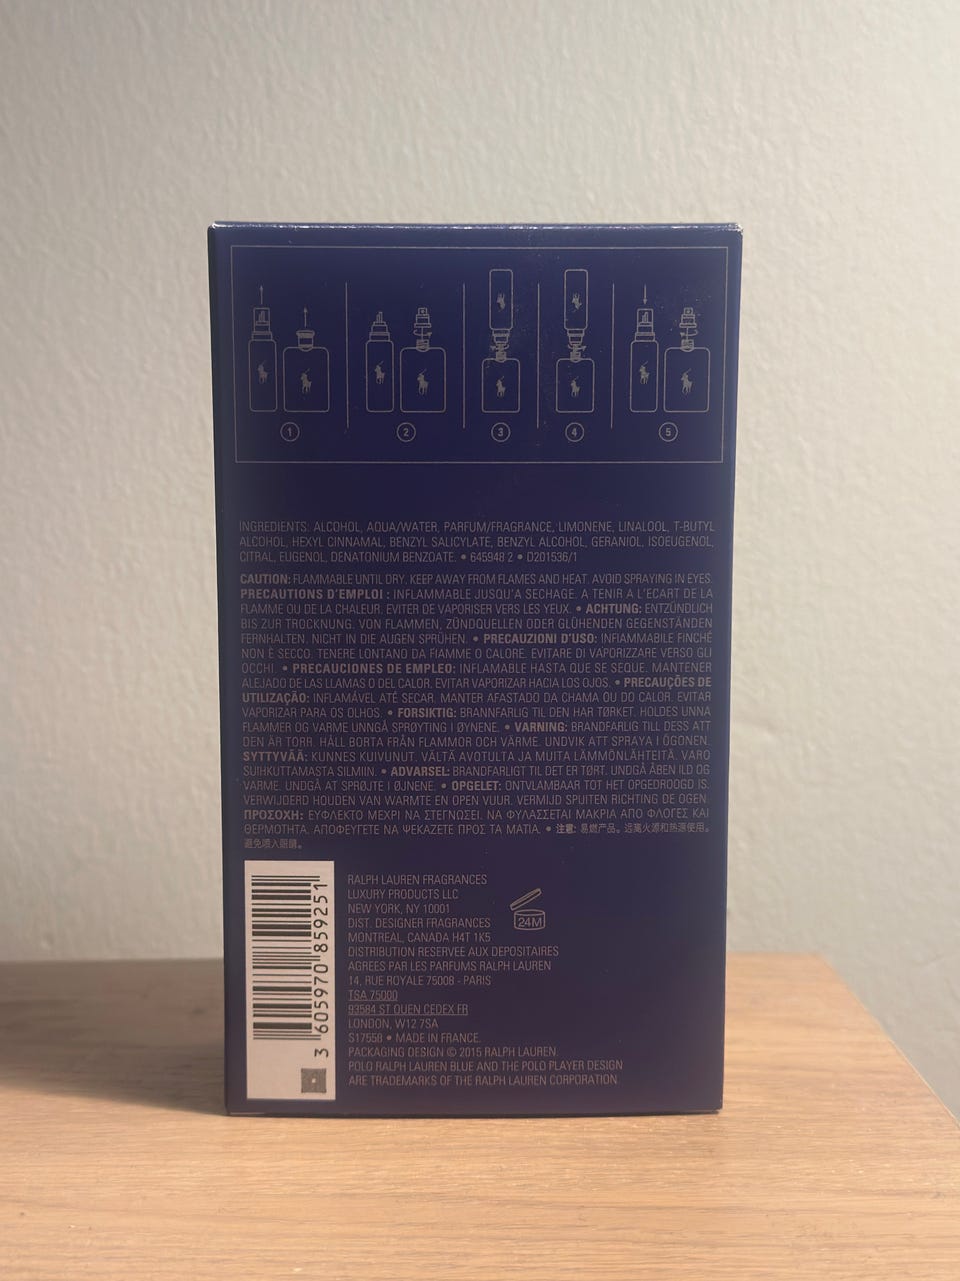 1 2 3 4 5
INGREDIENTS: ALCOHOL, AQUA/WATER, PARFUM/FRAGRANCE, LIMONENE, LINALOOL, T-BUTYL
ALCOHOL, HEXYL CINNAMAL, BENZYL SALICYLATE, BENZYL ALCOHOL, GERANIOL, ISOEUGENOL,
CITRAL, EUGENOL, DENATONIUM BENZOATE. • 645948 2 • D201536/1
CAUTION: FLAMMABLE UNTIL DRY. KEEP AWAY FROM FLAMES AND HEAT. AVOID SPRAYING IN EYES.
PRECAUTIONS D'EMPLOI : INFLAMMABLE JUSQU'A SECHAGE. A TENIR A L'ECART DE LA
FLAMME OU DE LA CHALEUR. EVITER DE VAPORISER VERS LES YEUX. • ACHTUNG: ENTZÜNDLICH
BIS ZUR TROCKNUNG. VON FLAMMEN, ZÜNDQUELLEN ODER GLÜHENDEN GEGENSTÄNDEN
FERNHALTEN. NICHT IN DIE AUGEN SPRÜHEN. • PRECAUZIONI D'USO: INFIAMMABILE FINCHÉ
NON È SECCO. TENERE LONTANO DA FIAMME O CALORE. EVITARE DI VAPORIZZARE VERSO GLI
OCCHI. • PRECAUCIONES DE EMPLEO: INFLAMABLE HASTA QUE SE SEQUE. MANTENER
ALEJADO DE LAS LLAMAS O DEL CALOR. EVITAR VAPORIZAR HACIA LOS OJOS. • PRECAUÇÕES DE
UTILIZAÇÃO: INFLAMÁVEL ATÉ SECAR. MANTER AFASTADO DA CHAMA OU DO CALOR. EVITAR
VAPORIZAR PARA OS OLHOS. • FORSIKTIG: BRANNFARLIG TIL DEN HAR TØRKET. HOLDES UNNA
FLAMMER OG VARME UNNGÅ SPRØYTING I ØYNENE. • VARNING: BRANDFARLIG TILL DESS ATT
DEN ÄR TORR. HÅLL BORTA FRÅN FLAMMOR OCH VÄRME. UNDVIK ATT SPRAYA I ÖGONEN.
SYTTYVÄÄ: KUNNES KUIVUNUT. VÄLTÄ AVOTULTA JA MUITA LÄMMÖNLÄHTEITÄ. VARO
SUIHKUTTAMASTA SILMIIN. • ADVARSEL: BRANDFARLIGT TIL DET ER TØRT. UNDGÅ ÅBEN ILD OG
VARME. UNDGÅ AT SPRØJTE I ØJNENE. • OPGELET: ONTVLAMBAAR TOT HET OPGEDROOGD IS.
VERWIJDERD HOUDEN VAN WARMTE EN OPEN VUUR. VERMIJD SPUITEN RICHTING DE OGEN.
ΠΡΟΣΟΧΗ: ΕΥΦΛΕΚΤΟ ΜΕΧΡΙ ΝΑ ΣΤΕΓΝΩΣΕΙ. ΝΑ ΦΥΛΑΣΣΕΤΑΙ ΜΑΚΡΙΑ ΑΠΟ ΦΛΟΓΕΣ ΚΑΙ
ΘΕΡΜΟΤΗΤΑ. ΑΠΟΦΕΥΓΕΤΕ ΝΑ ΨΕΚΑΖΕΤΕ ΠΡΟΣ ΤΑ ΜΑΤΙΑ. • 注意: 易燃产品。远离火源和热源使用。
避免喷入眼睛。
3 605970 859251
RALPH LAUREN FRAGRANCES
LUXURY PRODUCTS LLC
NEW YORK, NY 10001
DIST. DESIGNER FRAGRANCES
MONTREAL, CANADA H4T 1K5
DISTRIBUTION RESERVEE AUX DEPOSITAIRES
AGREES PAR LES PARFUMS RALPH LAUREN
14, RUE ROYALE 75008 - PARIS
TSA 75000
93584 ST OUEN CEDEX FR
LONDON, W12 7SA
S17558 • MADE IN FRANCE.
PACKAGING DESIGN © 2015 RALPH LAUREN.
POLO RALPH LAUREN BLUE AND THE POLO PLAYER DESIGN
ARE TRADEMARKS OF THE RALPH LAUREN CORPORATION.
24M